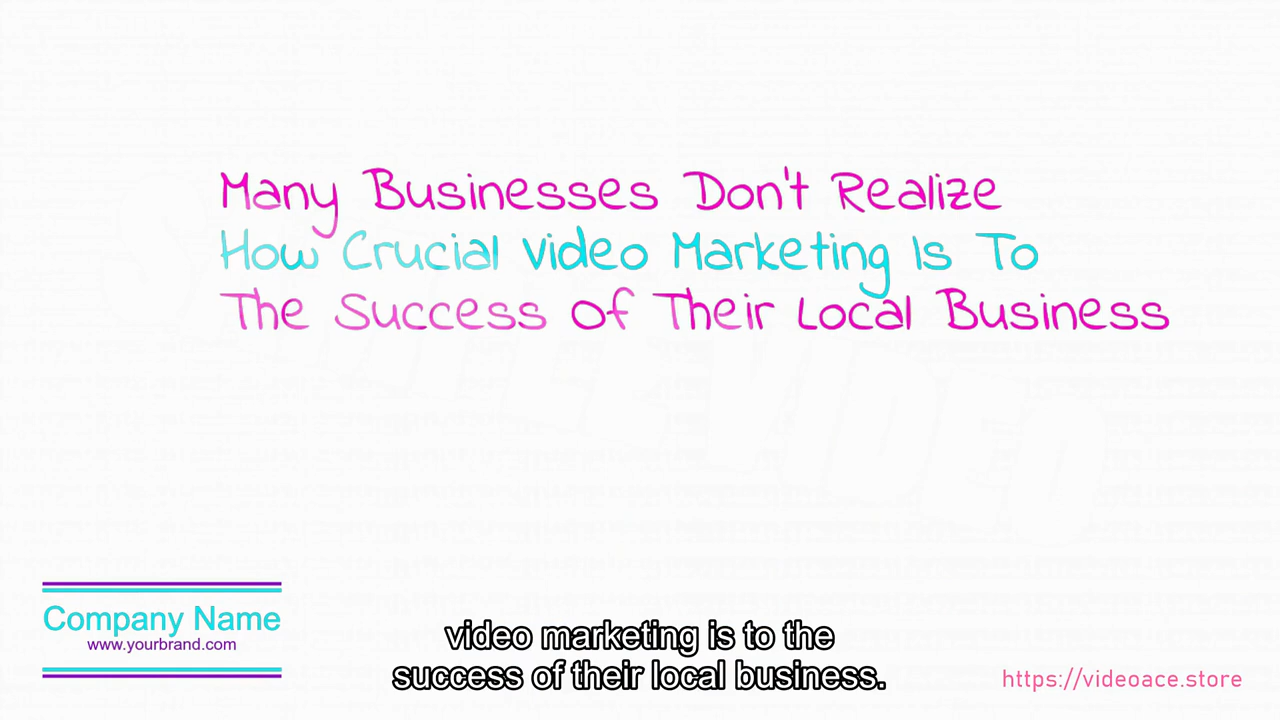 Many Businesses Don't Realize
How Crucial Video Marketing Is To
The Success Of Their Local Business
Company Name
www.yourbrand.com
video marketing is to the
success of their local business.
https://videoace.store